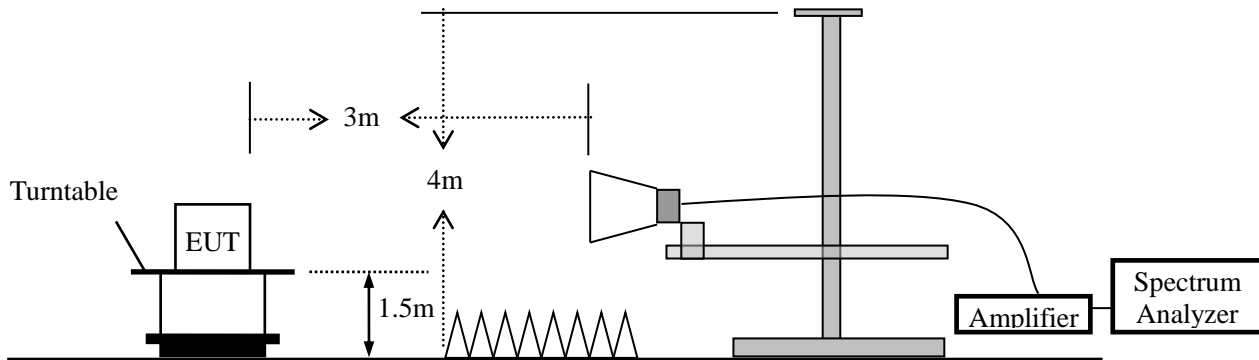 3m
4m
Turntable
EUT
1.5m
Amplifier
Spectrum
Analyzer